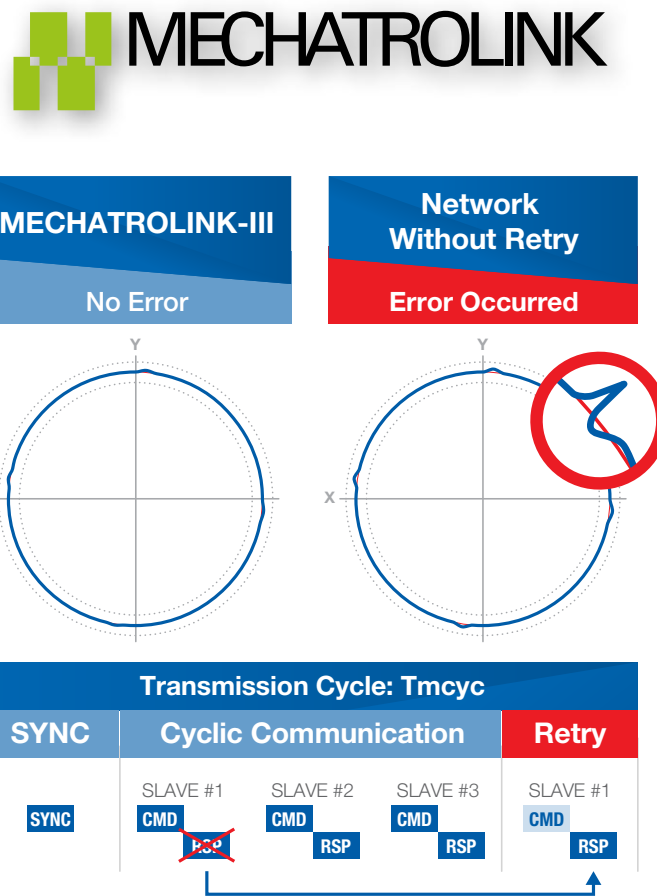 MECHATROLINK
MECHATROLINK-III
No Error
Network
Without Retry
Error Occurred
Y
Y
X
Transmission Cycle: Tmcyc
SYNC
Cyclic Communication
Retry
SLAVE #1
SLAVE #2
SLAVE #3
SLAVE #1
SYNC
CMD
CMD
CMD
CMD
RSP
RSP
RSP
RSP